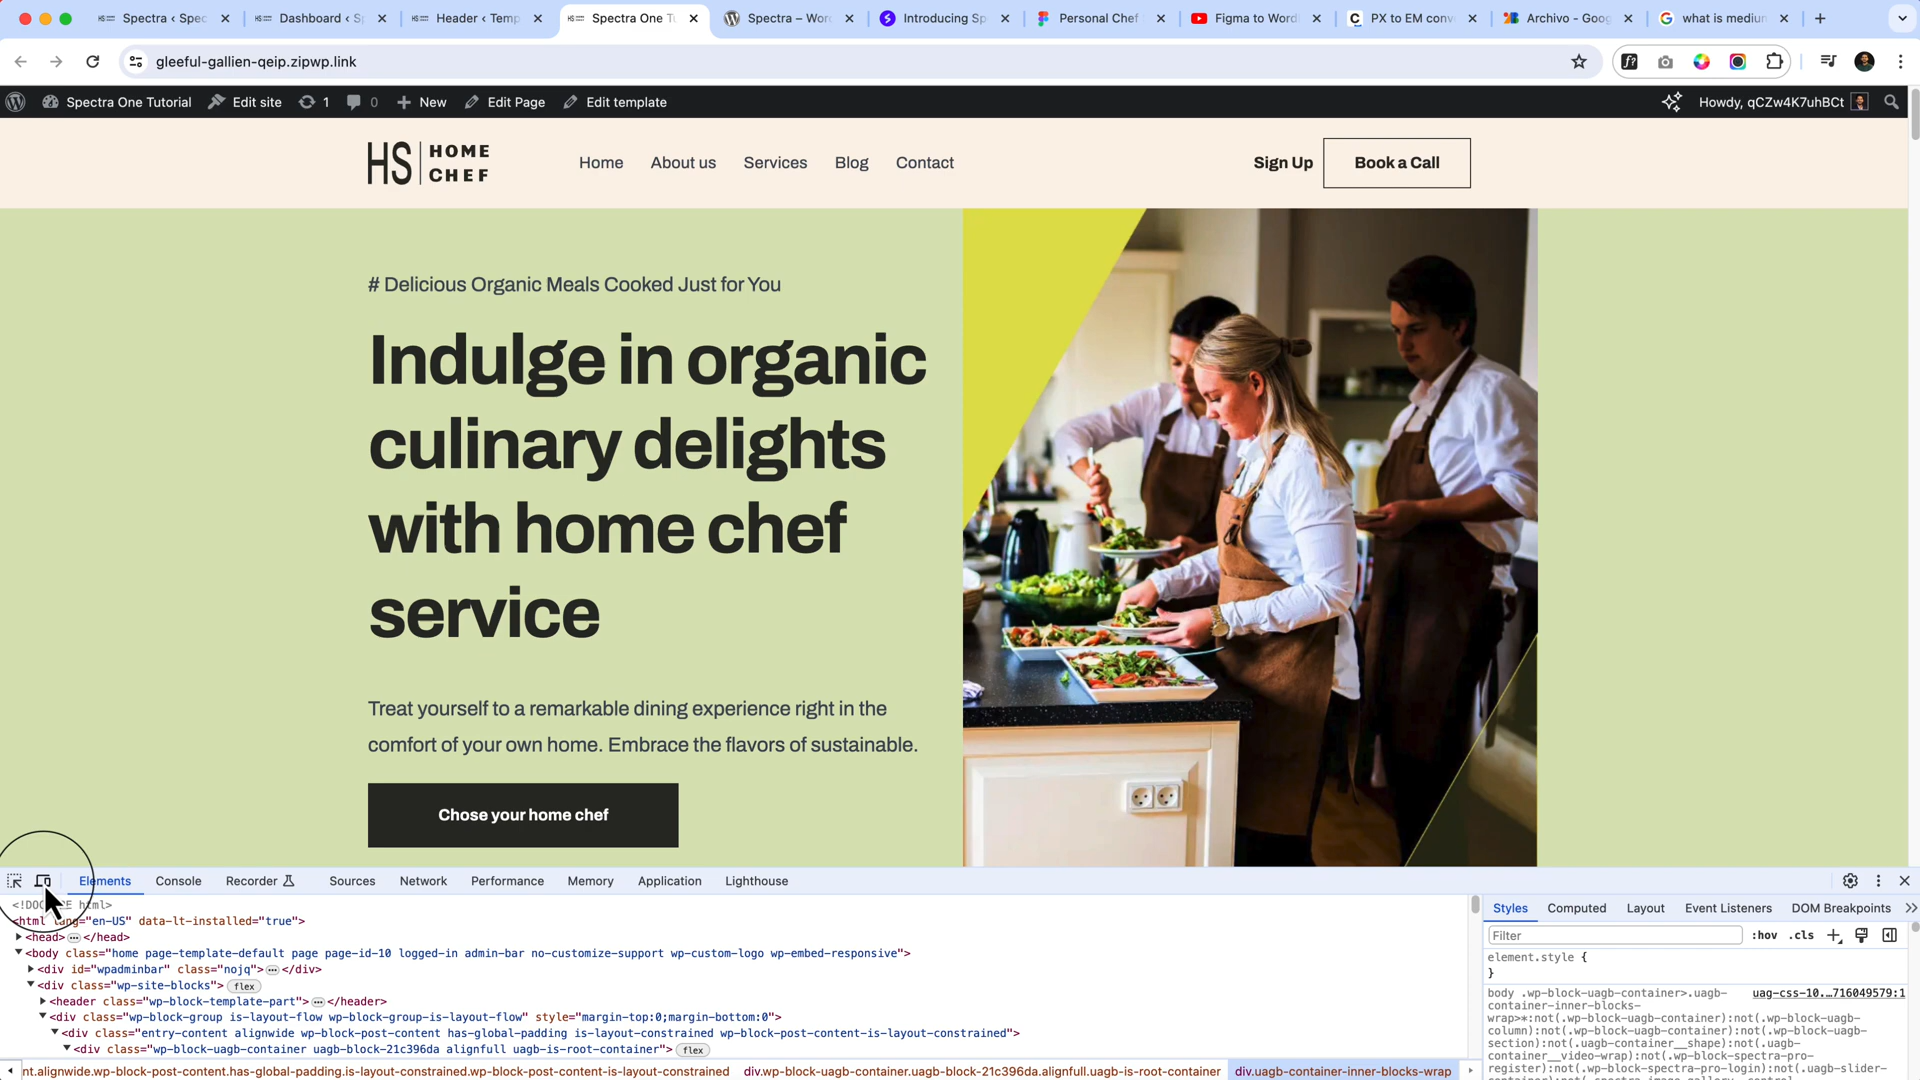 Spectra ‹ Spec
Dashboard ‹ S
Header ‹ Temp
Spectra One Tu
Spectra – Wor
Introducing Sp
Personal Chef
Figma to Word
PX to EM conv
Archivo - Goog
what is medium
gleeful-gallien-qeip.zipwp.link
Spectra One Tutorial
Edit site
1
0
New
Edit Page
Edit template
Howdy, qCZw4K7uhBCt
HS HOME CHEF
Home
About us
Services
Blog
Contact
Sign Up
Book a Call
# Delicious Organic Meals Cooked Just for You
Indulge in organic
culinary delights
with home chef
service
Treat yourself to a remarkable dining experience right in the
comfort of your own home. Embrace the flavors of sustainable.
Chose your home chef
Elements
Console
Recorder
Sources
Network
Performance
Memory
Application
Lighthouse
html>
<html lang="en-US" data-lt-installed="true">
<head> </head>
<body class="home page-template-default page page-id-10 logged-in admin-bar no-customize-support wp-custom-logo wp-embed-responsive">
<div id="wpadminbar" class="nojq"> </div>
<div class="wp-site-blocks"> flex
<header class="wp-block-template-part"> </header>
<div class="wp-block-group is-layout-flow wp-block-group-is-layout-flow" style="margin-top:0;margin-bottom:0">
<div class="entry-content alignwide wp-block-post-content has-global-padding is-layout-constrained wp-block-post-content-is-layout-constrained">
<div class="wp-block-uagb-container uagb-block-21c396da alignfull uagb-is-root-container"> flex
nt.alignwide.wp-block-post-content.has-global-padding.is-layout-constrained.wp-block-post-content-is-layout-constrained
div.wp-block-uagb-container.uagb-block-21c396da.alignfull.uagb-is-root-container
div.uagb-container-inner-blocks-wrap
Styles
Computed
Layout
Event Listeners
DOM Breakpoints
Filter
:hov
.cls
element.style {
}
body .wp-block-uagb-container>.uagb-
uag-css-10…716049579:1
container-inner-blocks-
wrap>*:not(.wp-block-uagb-container):not(.wp-block-uagb-
column):not(.wp-block-uagb-container):not(.wp-block-uagb-
section):not(.uagb-container__shape):not(.uagb-
container__video-wrap):not(.wp-block-spectra-pro-
register):not(.wp-block-spectra-pro-login):not(.uagb-slider-